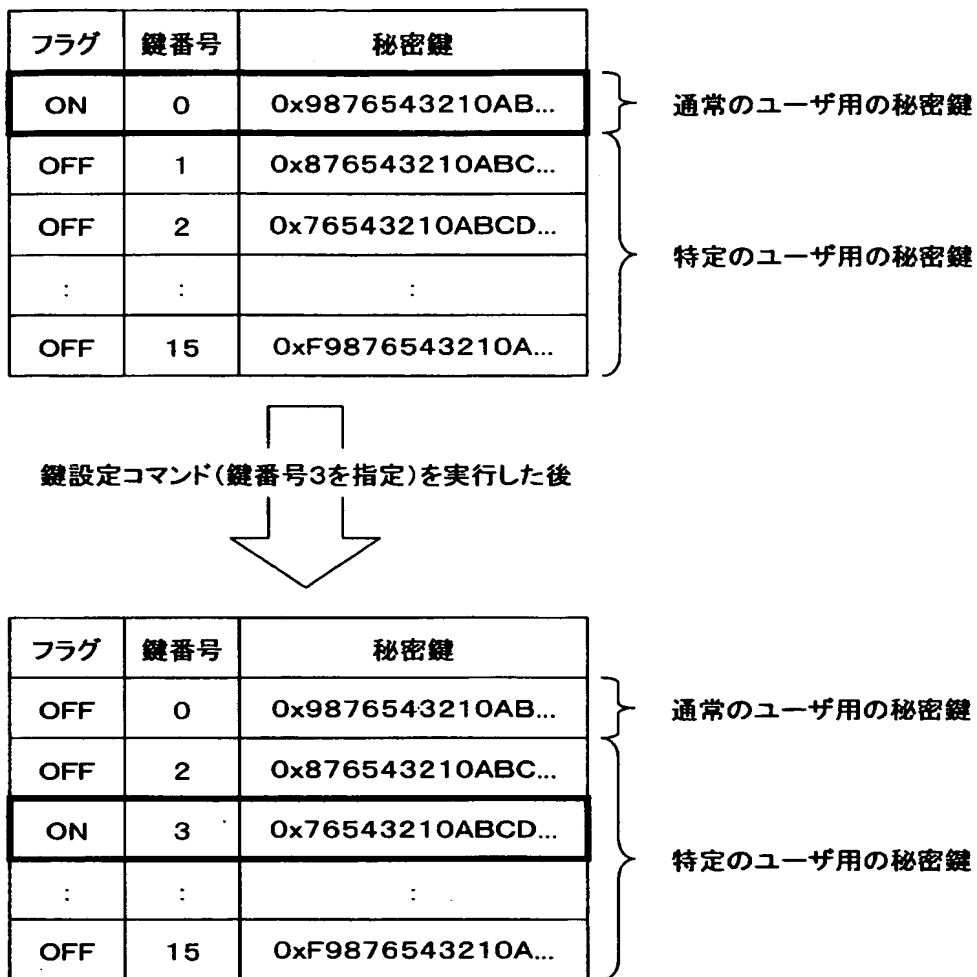 フラグ 鍵番号 秘密鍵
ON 0 0x9876543210AB... 通常のユーザ用の秘密鍵
OFF 1 0x876543210ABC...
OFF 2 0x76543210ABCD... 特定のユーザ用の秘密鍵
: : :
OFF 15 0xF9876543210A...
鍵設定コマンド(鍵番号3を指定)を実行した後
フラグ 鍵番号 秘密鍵
OFF 0 0x9876543210AB... 通常のユーザ用の秘密鍵
OFF 2 0x876543210ABC...
ON 3 0x76543210ABCD... 特定のユーザ用の秘密鍵
: : :
OFF 15 0xF9876543210A...